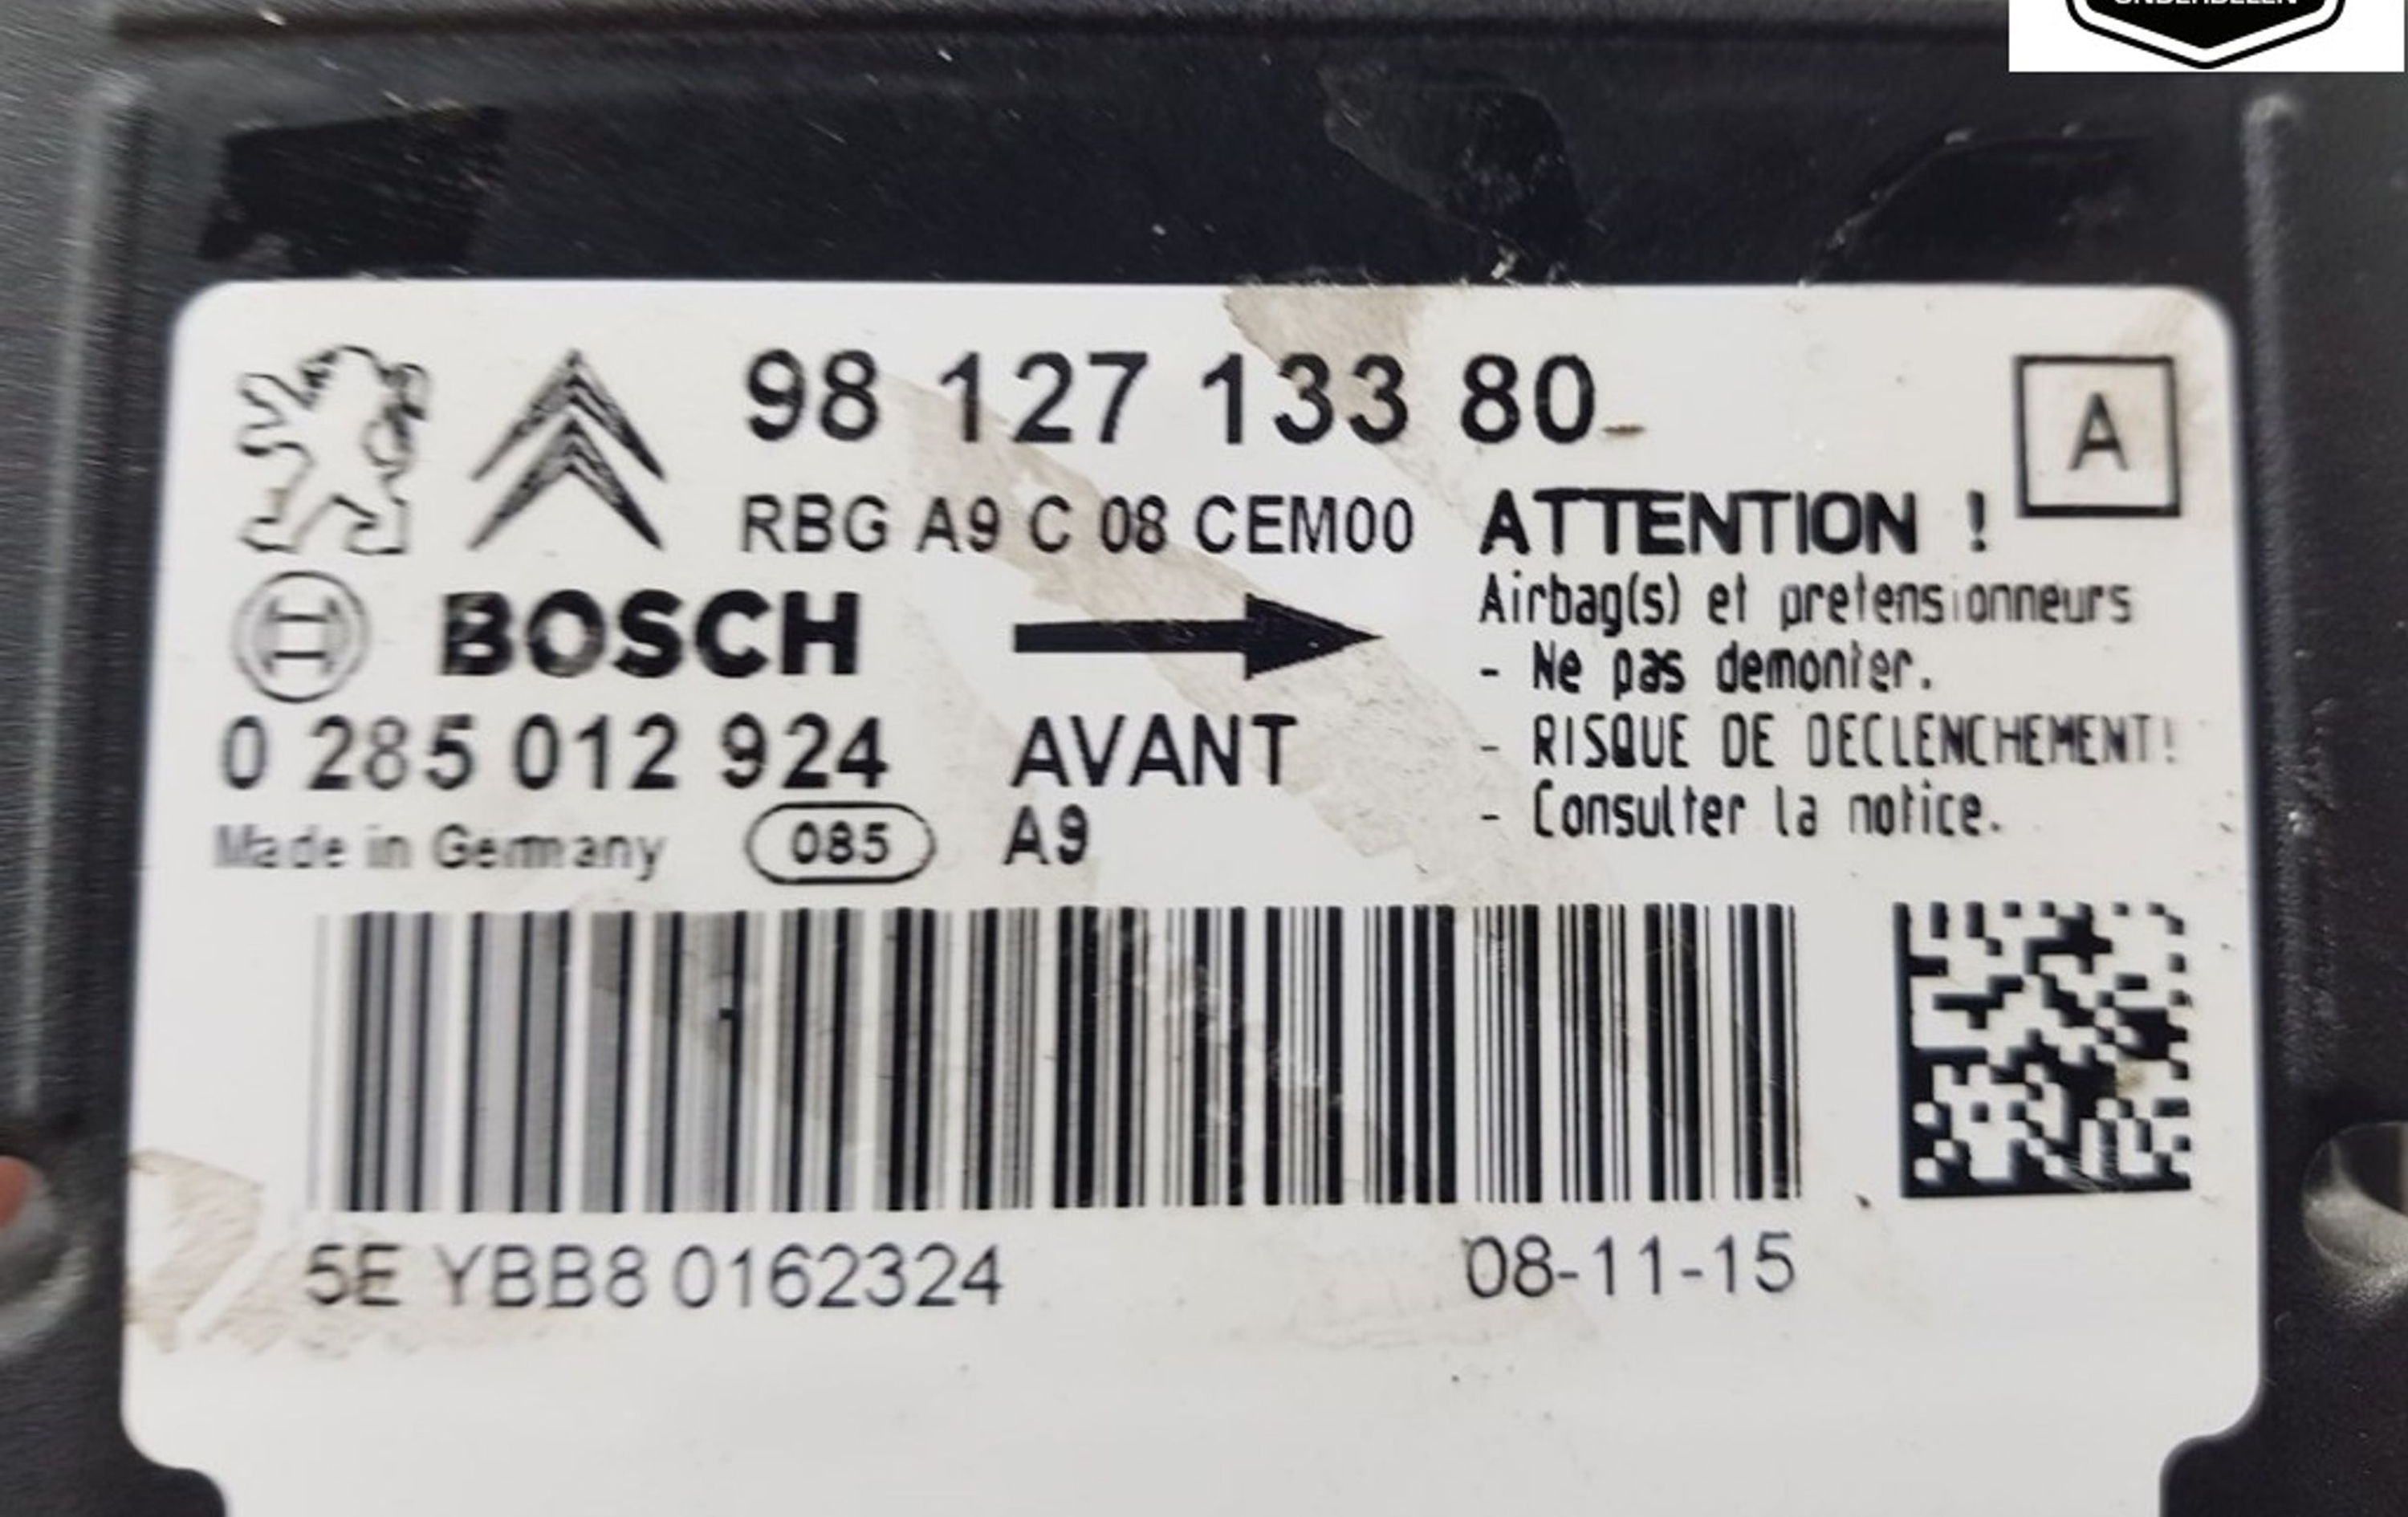 ONDERDELEN
98 127 133 80
A
RBG A9 C 08 CEM00
ATTENTION !
Airbag(s) et pretensionneurs
- Ne pas demonter.
- RISQUE DE DECLENCHEMENT!
- Consulter la notice.
BOSCH
0 285 012 924
AVANT
Made in Germany
085
A9
5E YBB8 0162324
08-11-15